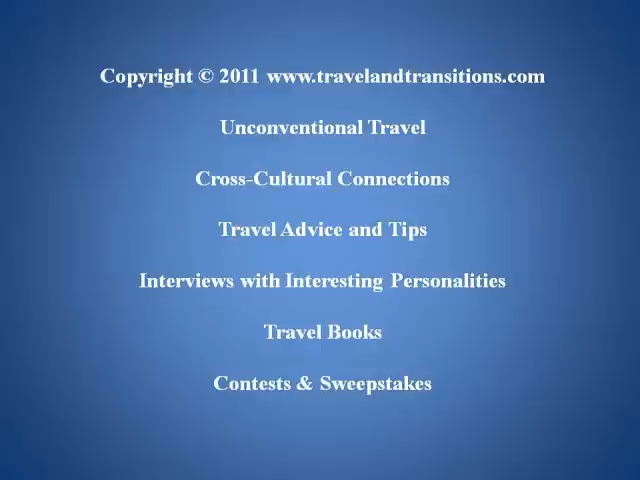 Copyright © 2011 www.travelandtransitions.com
Unconventional Travel
Cross-Cultural Connections
Travel Advice and Tips
Interviews with Interesting Personalities
Travel Books
Contests & Sweepstakes